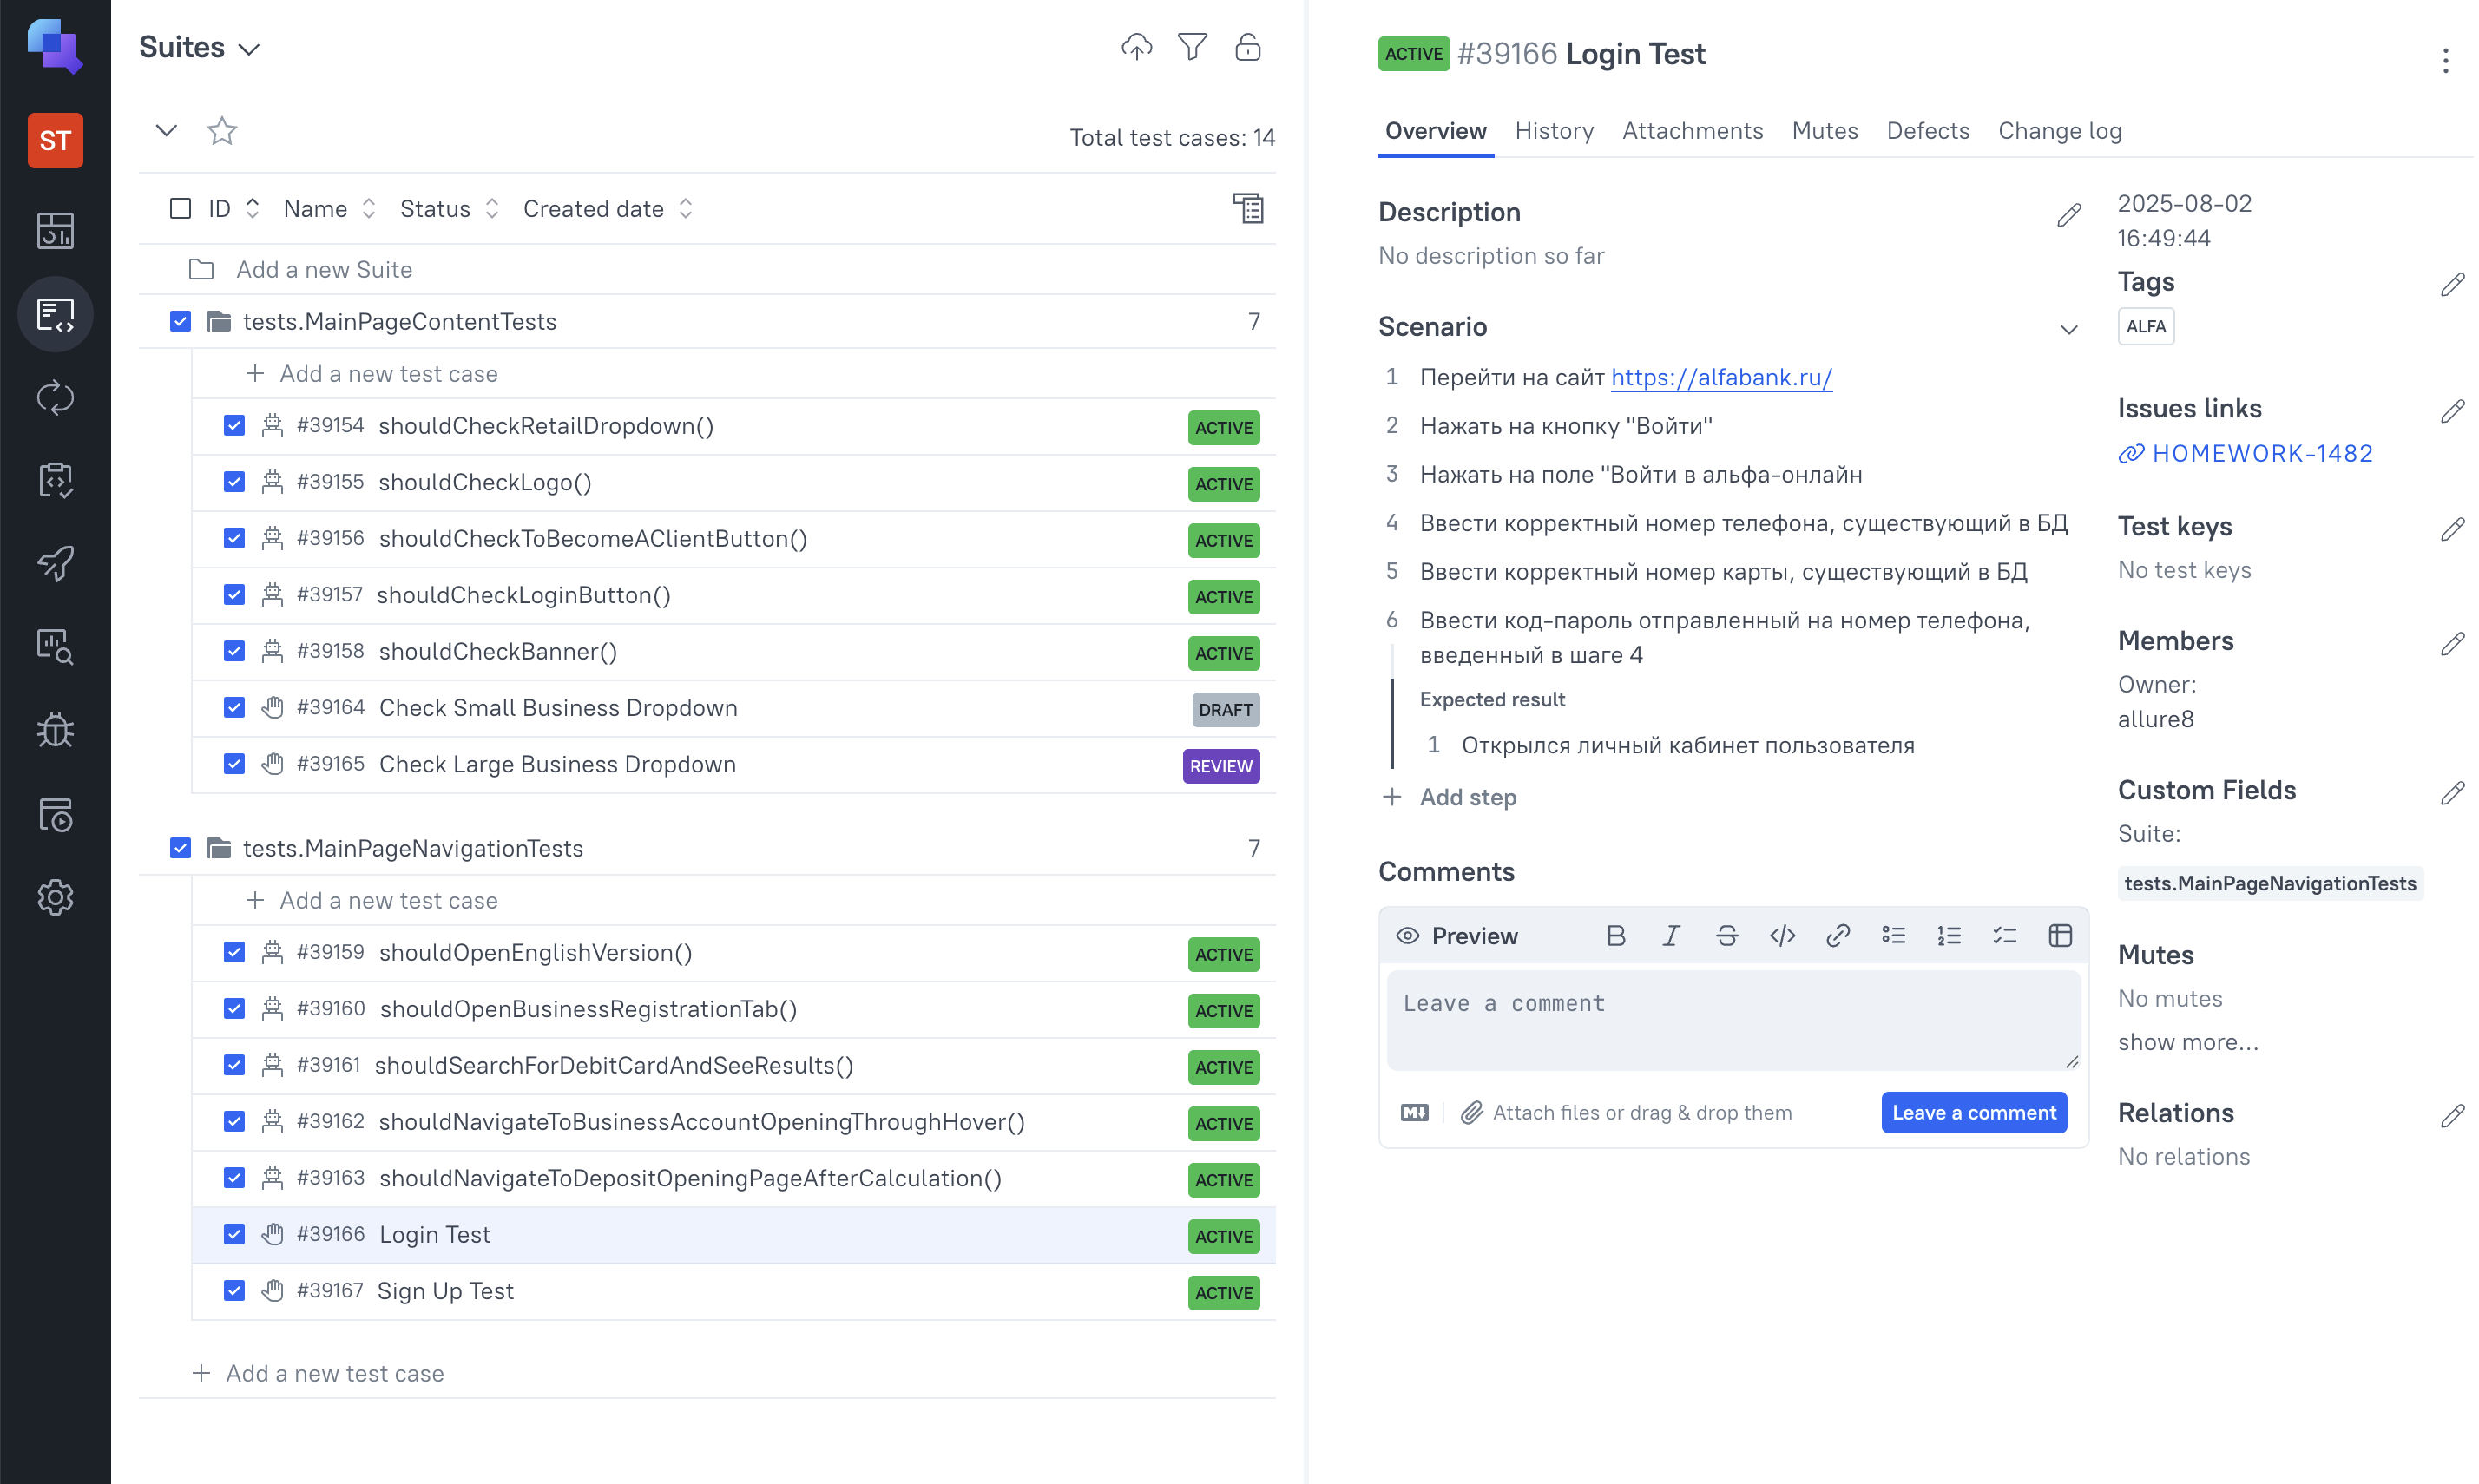 ST
Suites
Total test cases: 14
ID Name Status Created date
Add a new Suite
tests.MainPageContentTests 7
Add a new test case
#39154 shouldCheckRetailDropdown() ACTIVE
#39155 shouldCheckLogo() ACTIVE
#39156 shouldCheckToBecomeAClientButton() ACTIVE
#39157 shouldCheckLoginButton() ACTIVE
#39158 shouldCheckBanner() ACTIVE
#39164 Check Small Business Dropdown DRAFT
#39165 Check Large Business Dropdown REVIEW
tests.MainPageNavigationTests 7
Add a new test case
#39159 shouldOpenEnglishVersion() ACTIVE
#39160 shouldOpenBusinessRegistrationTab() ACTIVE
#39161 shouldSearchForDebitCardAndSeeResults() ACTIVE
#39162 shouldNavigateToBusinessAccountOpeningThroughHover() ACTIVE
#39163 shouldNavigateToDepositOpeningPageAfterCalculation() ACTIVE
#39166 Login Test ACTIVE
#39167 Sign Up Test ACTIVE
Add a new test case
ACTIVE #39166 Login Test
Overview History Attachments Mutes Defects Change log
Description
No description so far
Scenario
1 Перейти на сайт https://alfabank.ru/
2 Нажать на кнопку "Войти"
3 Нажать на поле "Войти в альфа-онлайн
4 Ввести корректный номер телефона, существующий в БД
5 Ввести корректный номер карты, существующий в БД
6 Ввести код-пароль отправленный на номер телефона,
введенный в шаге 4
Expected result
1 Открылся личный кабинет пользователя
Add step
Comments
Preview
Leave a comment
Attach files or drag & drop them
Leave a comment
2025-08-02
16:49:44
Tags
ALFA
Issues links
HOMEWORK-1482
Test keys
No test keys
Members
Owner:
allure8
Custom Fields
Suite:
tests.MainPageNavigationTests
Mutes
No mutes
show more...
Relations
No relations